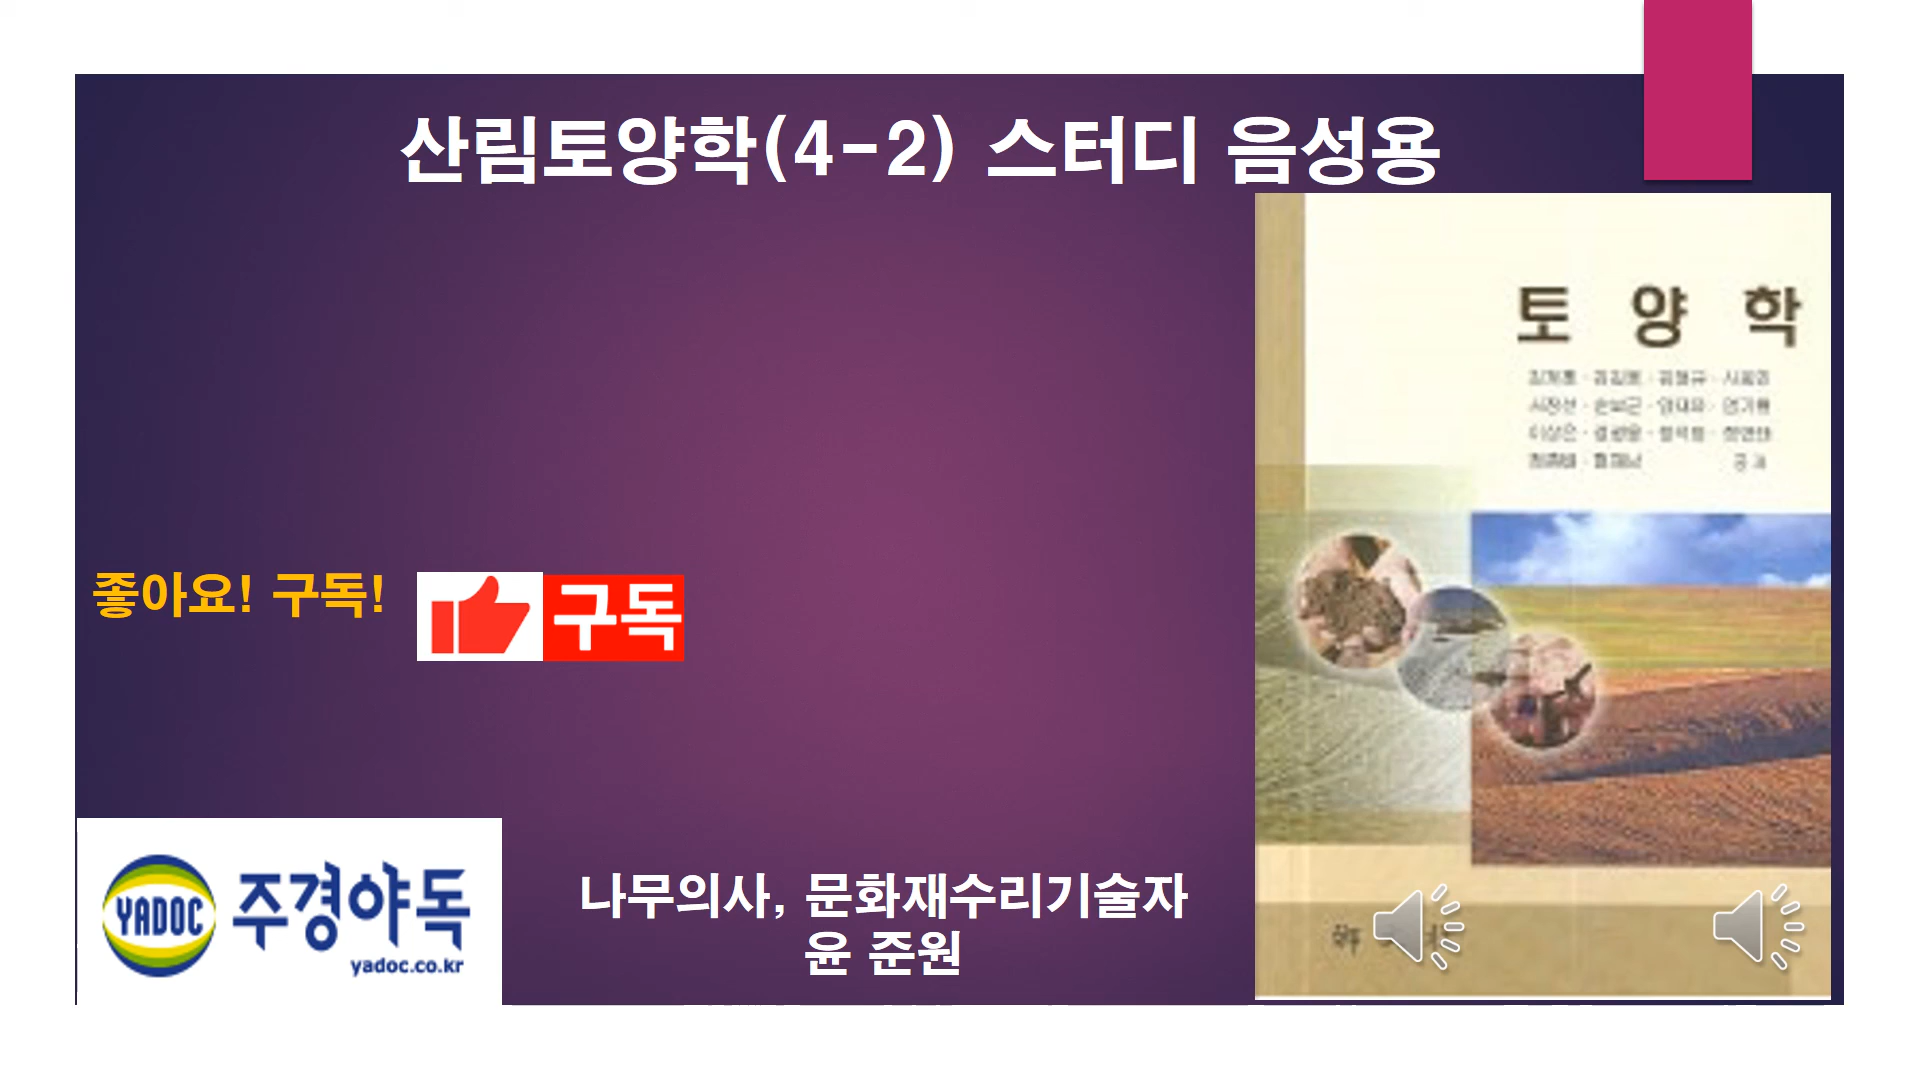 산림토양학(4-2) 스터디 음성용
토 양 학
좋아요! 구독!
구독
YADOC
주경야독
yadoc.co.kr
나무의사, 문화재수리기술자
윤 준원